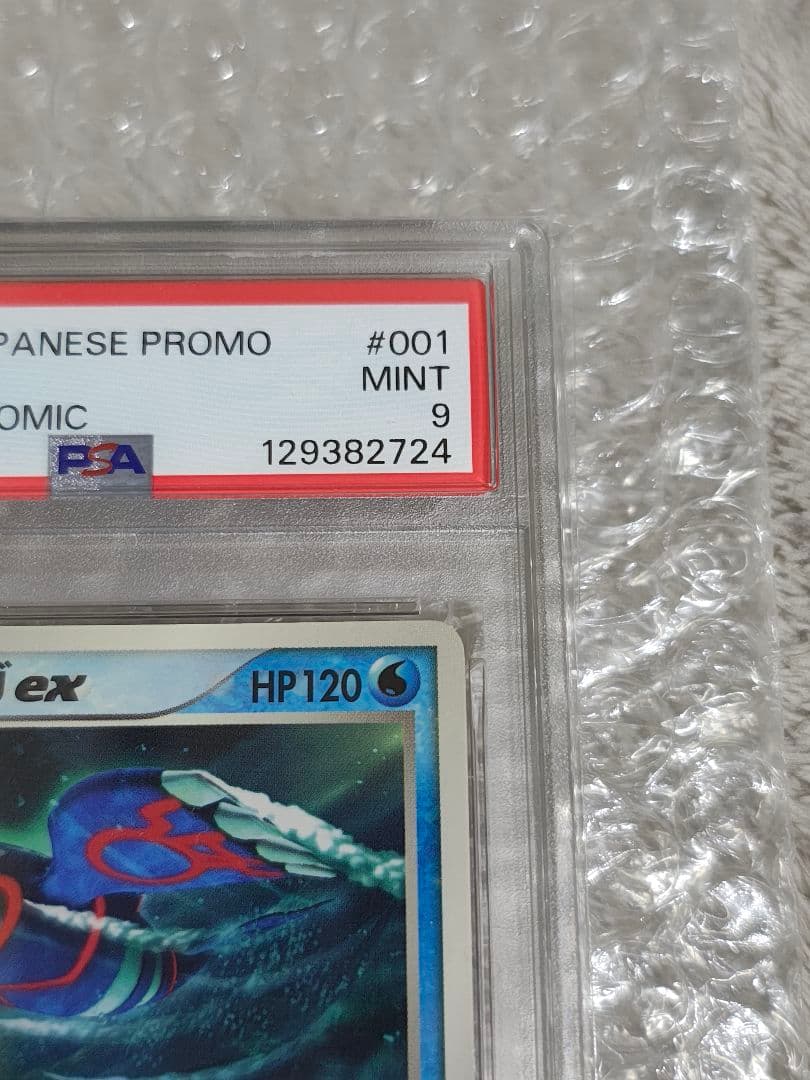 PANESE PROMO #001
MINT
OMIC 9
PSA 129382724
ex HP120